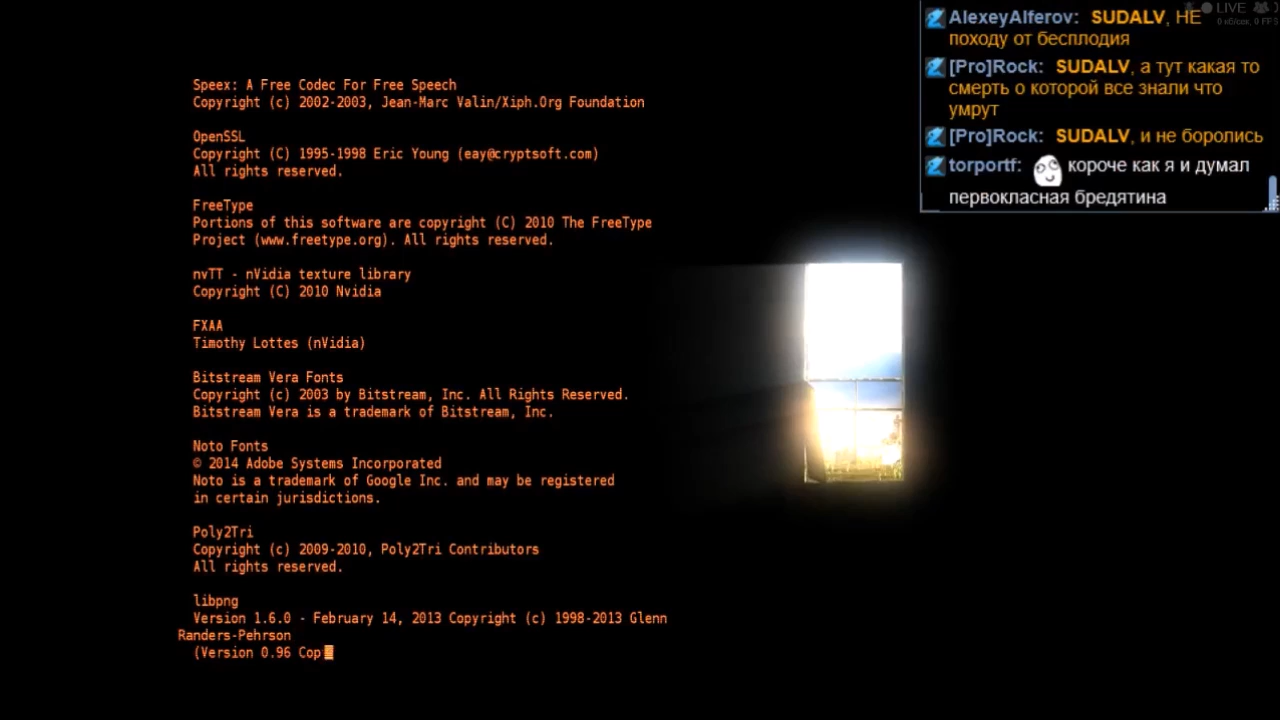 Speex: A Free Codec For Free Speech
Copyright (c) 2002-2003, Jean-Marc Valin/Xiph.Org Foundation
OpenSSL
Copyright (C) 1995-1998 Eric Young (eay@cryptsoft.com)
All rights reserved.
FreeType
Portions of this software are copyright (C) 2010 The FreeType
Project (www.freetype.org). All rights reserved.
nvTT - nVidia texture library
Copyright (C) 2010 Nvidia
FXAA
Timothy Lottes (nVidia)
Bitstream Vera Fonts
Copyright (c) 2003 by Bitstream, Inc. All Rights Reserved.
Bitstream Vera is a trademark of Bitstream, Inc.
Noto Fonts
© 2014 Adobe Systems Incorporated
Noto is a trademark of Google Inc. and may be registered
in certain jurisdictions.
Poly2Tri
Copyright (c) 2009-2010, Poly2Tri Contributors
All rights reserved.
libpng
Version 1.6.0 - February 14, 2013 Copyright (c) 1998-2013 Glenn
Randers-Pehrson
(Version 0.96 Cop
LIVE
0 кб/сек, 0 FPS
AlexeyAlferov: SUDALV, НЕ
походу от бесплодия
[Pro]Rock: SUDALV, а тут какая то
смерть о которой все знали что
умрут
[Pro]Rock: SUDALV, и не боролись
torportf: короче как я и думал
первокласная бредятина